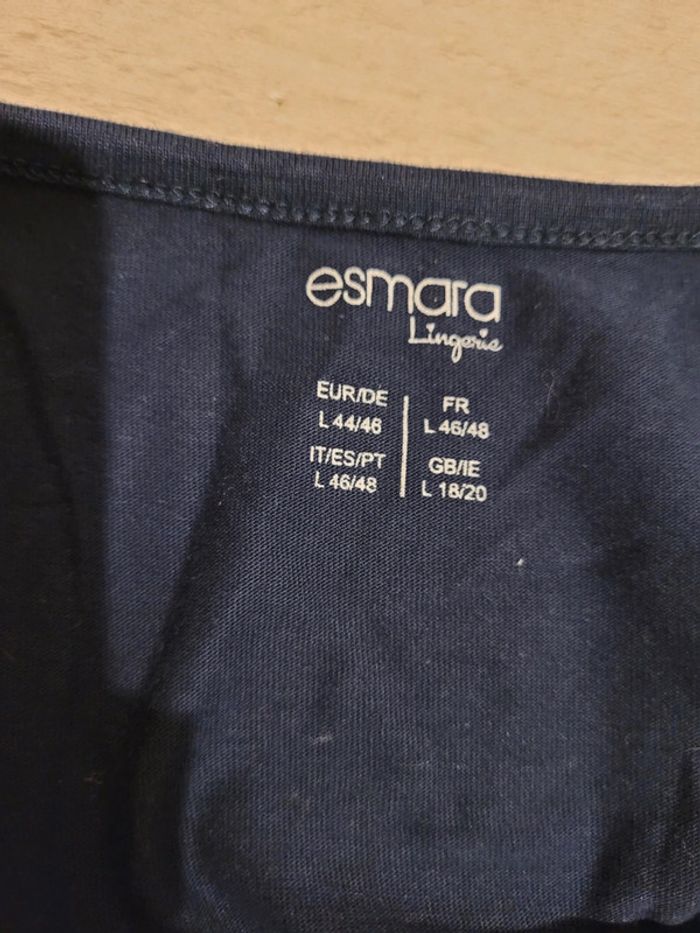 esmara
Lingerie
EUR/DE
L 44/46
FR
L 46/48
IT/ES/PT
L 46/48
GB/IE
L 18/20